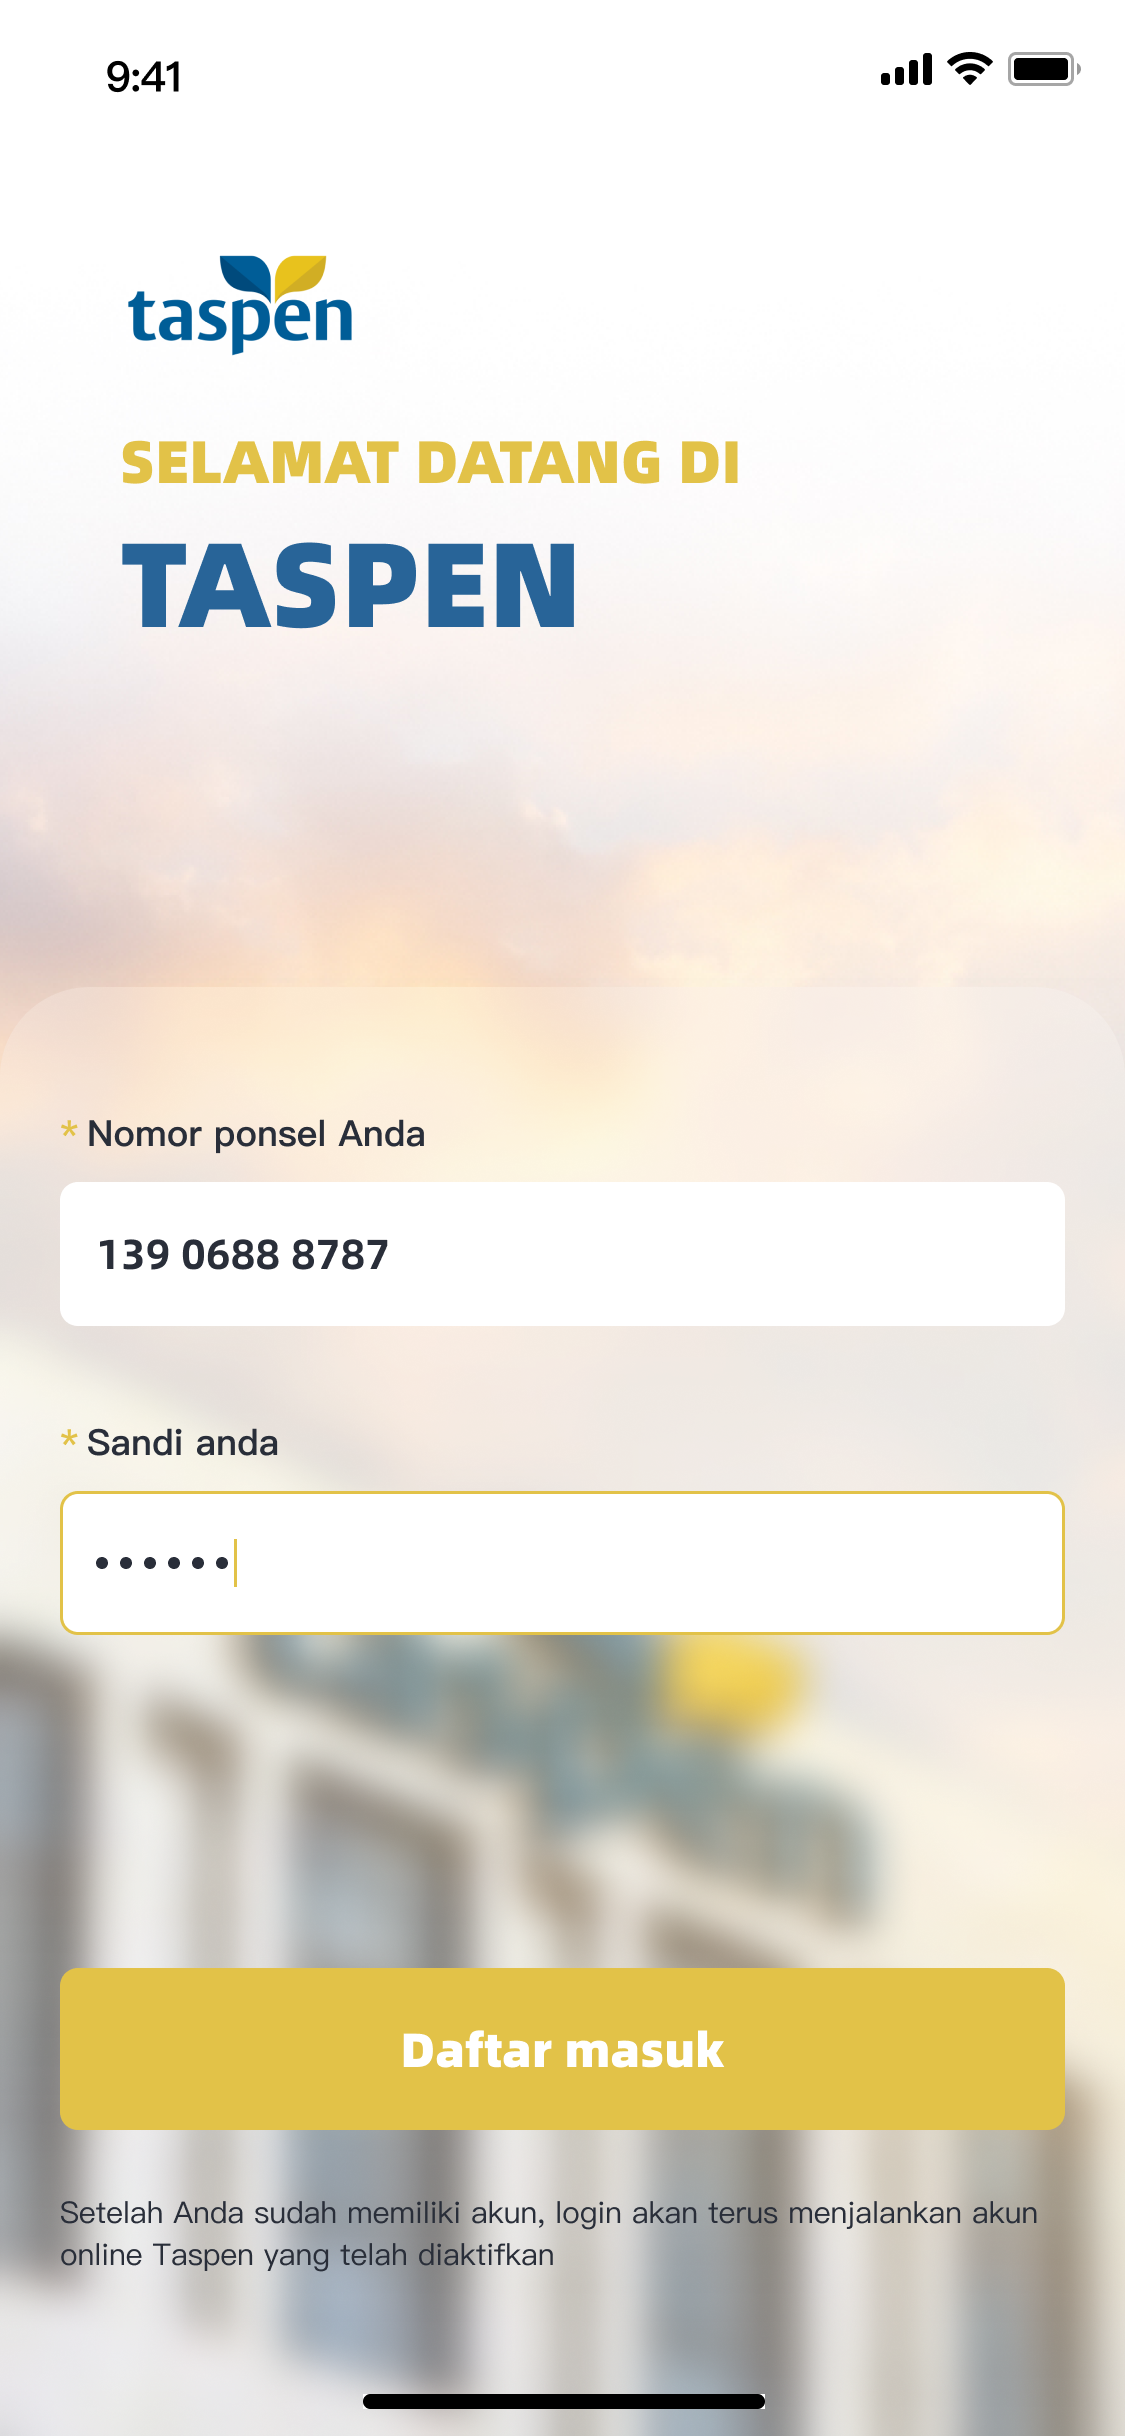 9:41
taspen
SELAMAT DATANG DI
TASPEN
* Nomor ponsel Anda
139 0688 8787
* Sandi anda
••••••
Daftar masuk
Setelah Anda sudah memiliki akun, login akan terus menjalankan akun
online Taspen yang telah diaktifkan